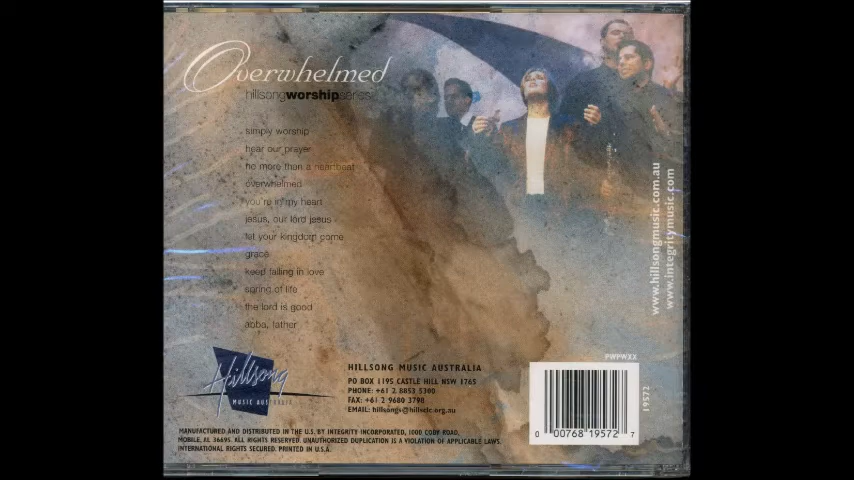 Overwhelmed
hillsongworshipseries
simply worship
hear our prayer
no more than a heartbeat
overwhelmed
you're in my heart
jesus, our lord jesus
let your kingdom come
grace
keep falling in love
spring of life
the lord is good
abba, father
www.hillsongmusic.com.au
www.integritymusic.com
Hillsong
MUSIC AUSTRALIA
HILLSONG MUSIC AUSTRALIA
PO BOX 1195 CASTLE HILL NSW 1765
PHONE: +61 2 8853 5300
FAX: +61 2 9680 3798
EMAIL: hillsongs@hillsclc.org.au
MANUFACTURED AND DISTRIBUTED IN THE U.S. BY INTEGRITY INCORPORATED, 1000 CODY ROAD,
MOBILE, AL 36695. ALL RIGHTS RESERVED. UNAUTHORIZED DUPLICATION IS A VIOLATION OF APPLICABLE LAWS.
INTERNATIONAL RIGHTS SECURED. PRINTED IN U.S.A.
PWPWXX
19572
0 00768 19572 7